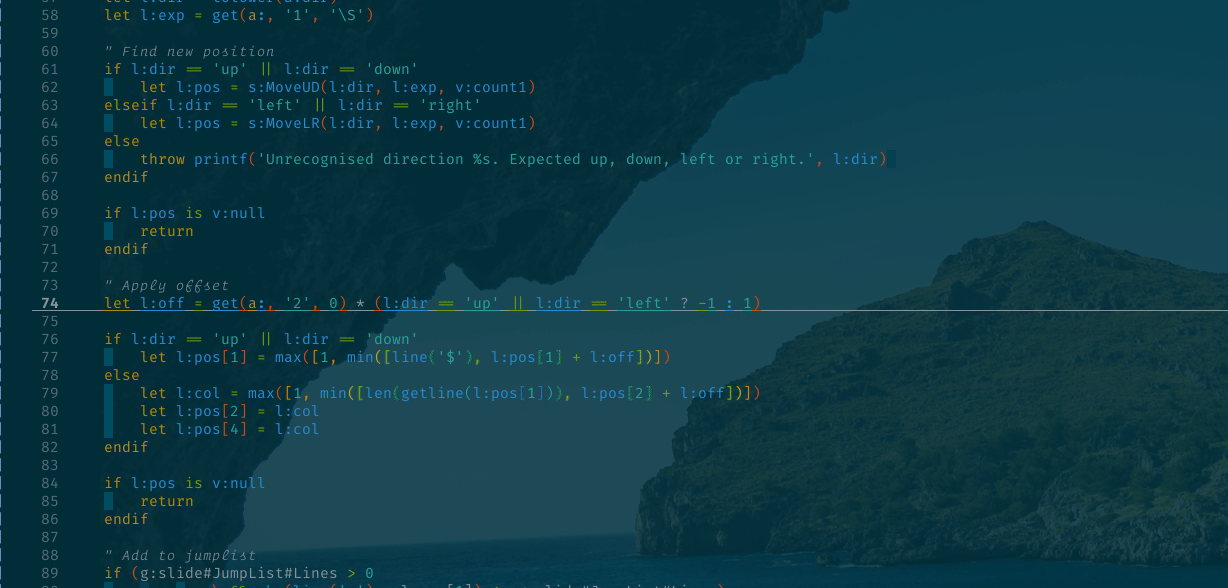 58 let l:exp = get(a:, '1', '\S')
59
60 " Find new position
61 if l:dir == 'up' || l:dir == 'down'
62 let l:pos = s:MoveUD(l:dir, l:exp, v:count1)
63 elseif l:dir == 'left' || l:dir == 'right'
64 let l:pos = s:MoveLR(l:dir, l:exp, v:count1)
65 else
66 throw printf('Unrecognised direction %s. Expected up, down, left or right.', l:dir)
67 endif
68
69 if l:pos is v:null
70 return
71 endif
72
73 " Apply offset
74 let l:off = get(a:, '2', 0) * (l:dir == 'up' || l:dir == 'left' ? -1 : 1)
75
76 if l:dir == 'up' || l:dir == 'down'
77 let l:pos[1] = max([1, min([line('$'), l:pos[1] + l:off])])
78 else
79 let l:col = max([1, min([len(getline(l:pos[1])), l:pos[2] + l:off])])
80 let l:pos[2] = l:col
81 let l:pos[4] = l:col
82 endif
83
84 if l:pos is v:null
85 return
86 endif
87
88 " Add to jumplist
89 if (g:slide#JumpList#Lines > 0